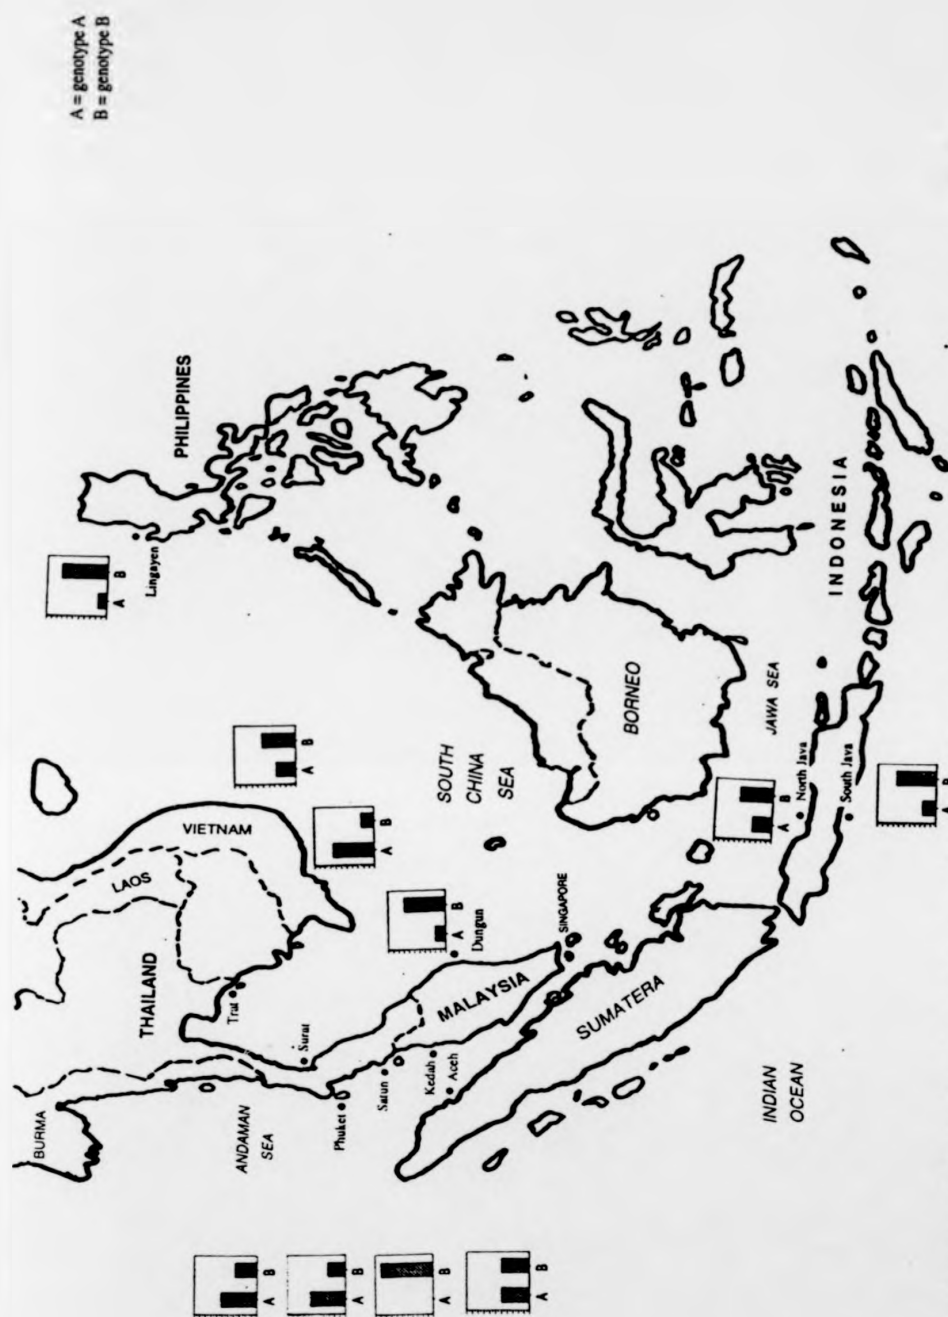 A = genotype A
B = genotype B
PHILIPPINES
Lingayen
A B
A B
A B
VIETNAM
LAOS
THAILAND
BURMA
Trat
Surat
ANDAMAN
SEA
Phuket
Satun
Kedah
Aceh
A B
Dungun
MALAYSIA
SINGAPORE
SUMATERA
SOUTH
CHINA
SEA
BORNEO
JAWA SEA
INDONESIA
A B
North Java
South Java
A B
INDIAN
OCEAN
A B
A B
A B
A B